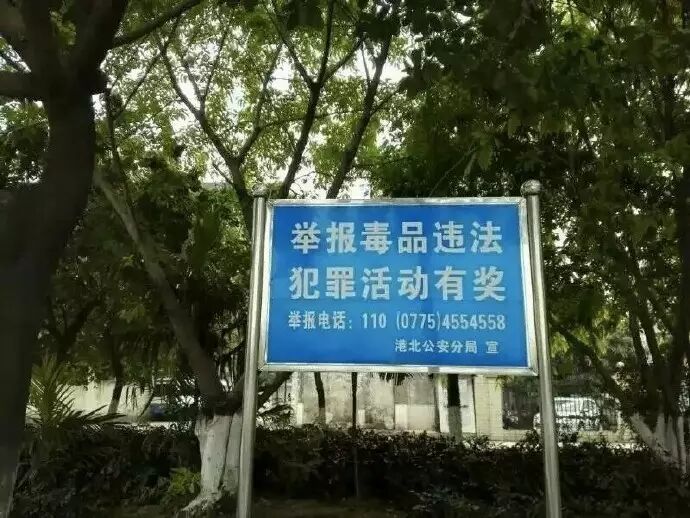 举报毒品违法
犯罪活动有奖
举报电话：110 (0775)4554558
港北公安分局 宣